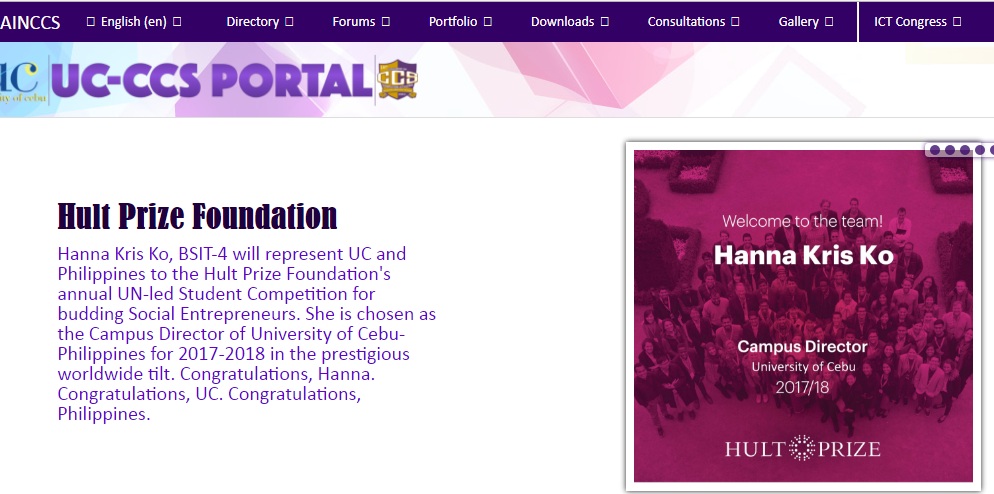 AINCCS English (en) Directory Forums Portfolio Downloads Consultations Gallery ICT Congress
UC UC-CCS PORTAL CCS
ity of cebu
Hult Prize Foundation
Hanna Kris Ko, BSIT-4 will represent UC and
Philippines to the Hult Prize Foundation's
annual UN-led Student Competition for
budding Social Entrepreneurs. She is chosen as
the Campus Director of University of Cebu-
Philippines for 2017-2018 in the prestigious
worldwide tilt. Congratulations, Hanna.
Congratulations, UC. Congratulations,
Philippines.
Welcome to the team!
Hanna Kris Ko
Campus Director
University of Cebu
2017/18
HULT PRIZE